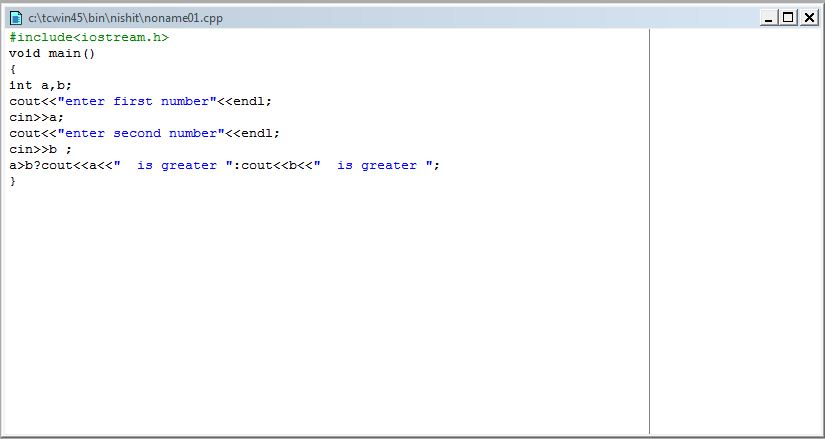 c:\tcwin45\bin\nishit\noname01.cpp
#include<iostream.h>
void main()
{
int a,b;
cout<<"enter first number"<<endl;
cin>>a;
cout<<"enter second number"<<endl;
cin>>b ;
a>b?cout<<a<<"  is greater ":cout<<b<<"  is greater ";
}